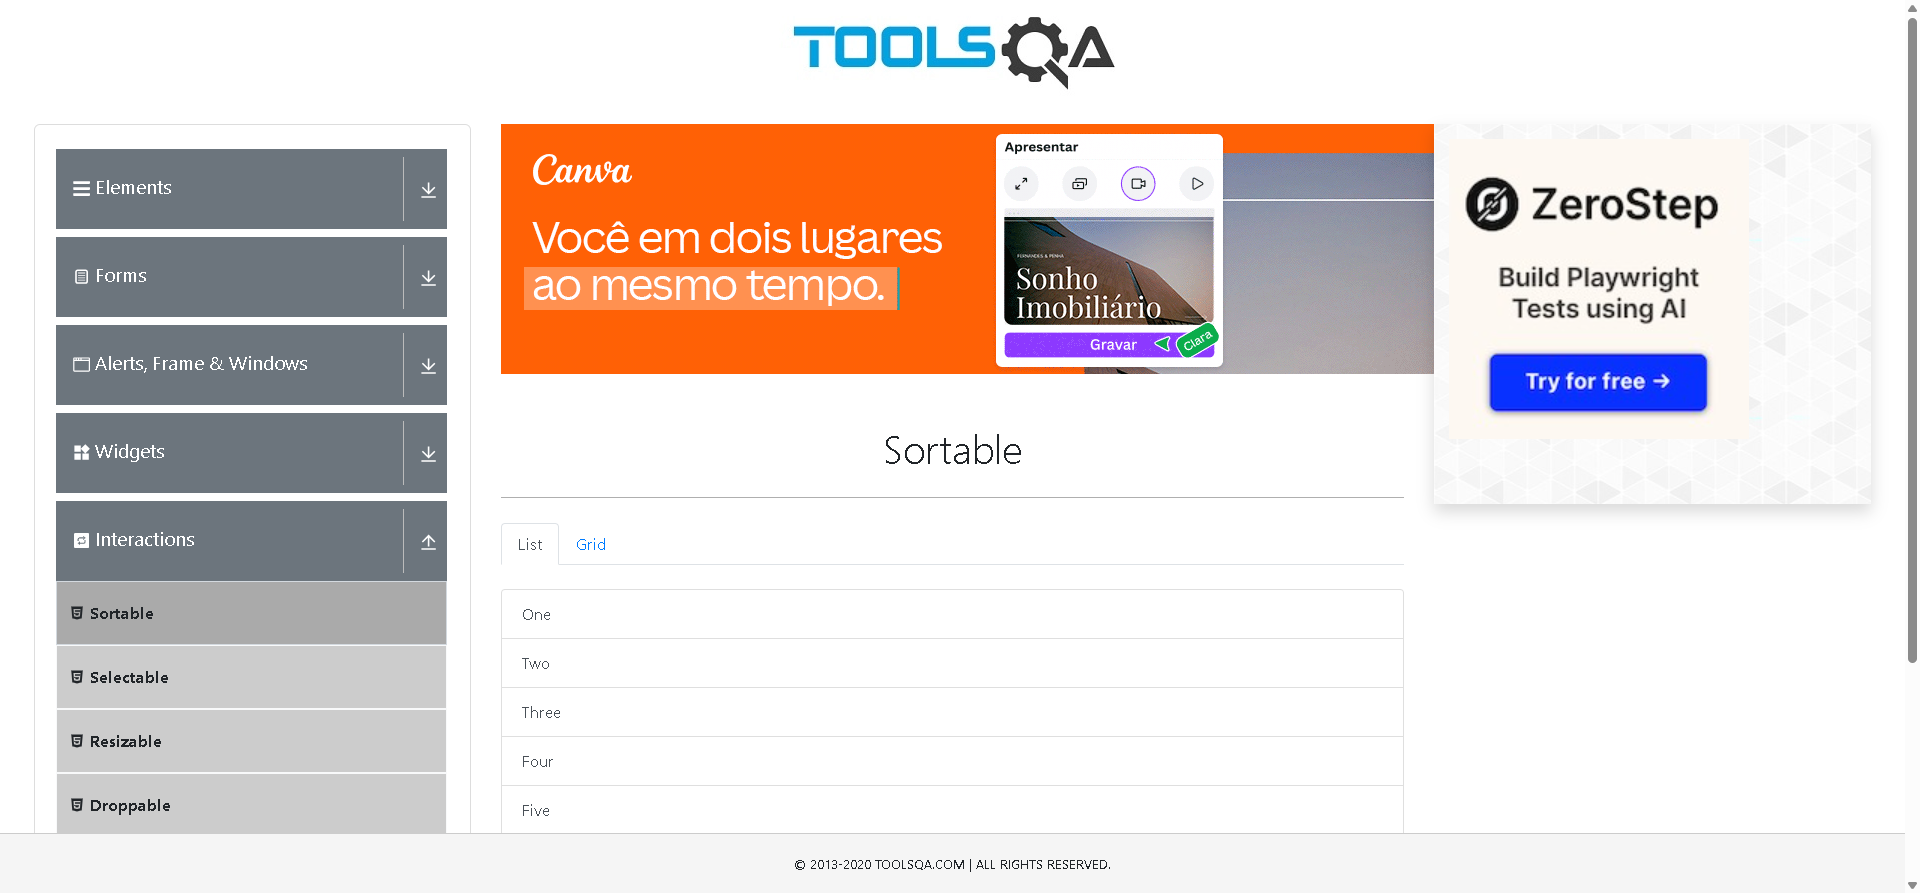 TOOLSQA
Elements
Forms
Alerts, Frame & Windows
Widgets
Interactions
Sortable
Selectable
Resizable
Droppable
Canva
Você em dois lugares
ao mesmo tempo.
Apresentar
FERNANDES & PENHA
Sonho
Imobiliário
Gravar
Clara
ZeroStep
Build Playwright
Tests using AI
Try for free →
Sortable
List
Grid
One
Two
Three
Four
Five
© 2013-2020 TOOLSQA.COM | ALL RIGHTS RESERVED.